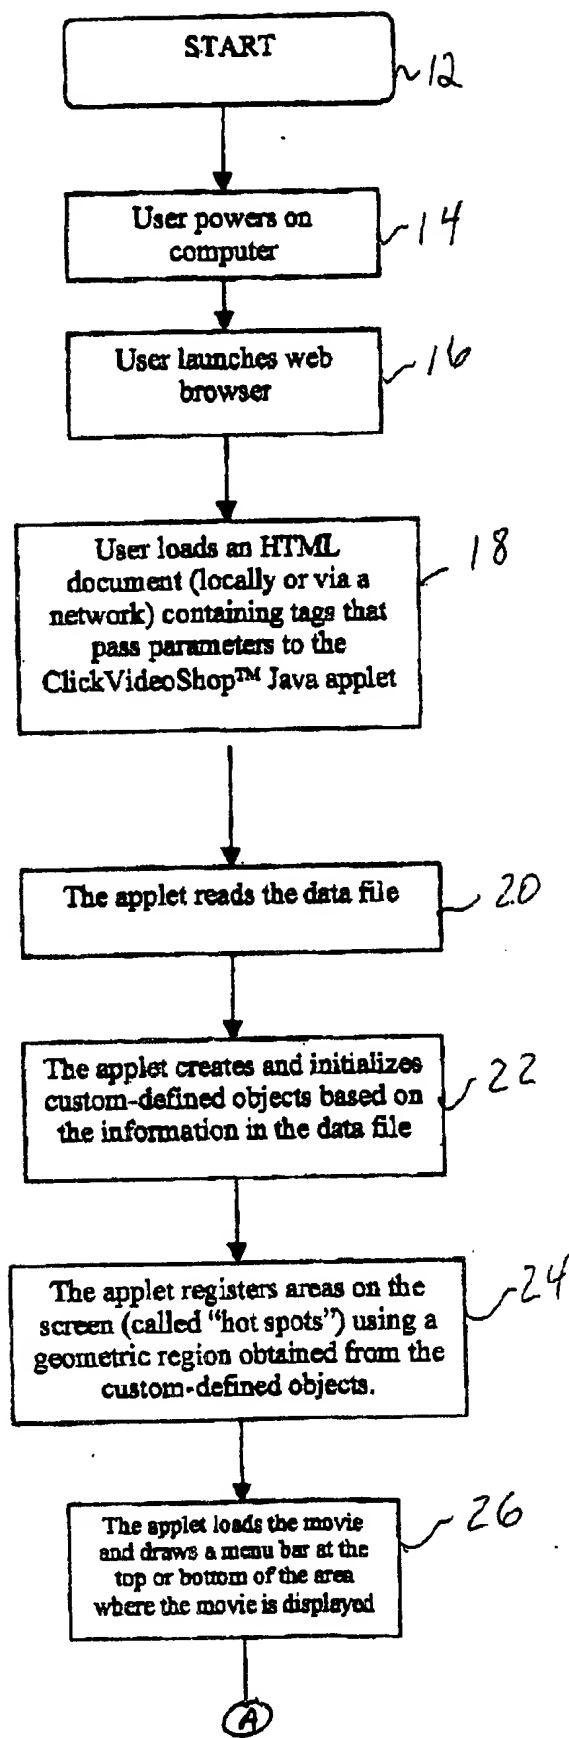 START
12
User powers on
computer
14
User launches web
browser
16
User loads an HTML
document (locally or via a
network) containing tags that
pass parameters to the
ClickVideoShop™ Java applet
18
The applet reads the data file
20
The applet creates and initializes
custom-defined objects based on
the information in the data file
22
The applet registers areas on the
screen (called “hot spots”) using a
geometric region obtained from the
custom-defined objects.
24
The applet loads the movie
and draws a menu bar at the
top or bottom of the area
where the movie is displayed
26
A